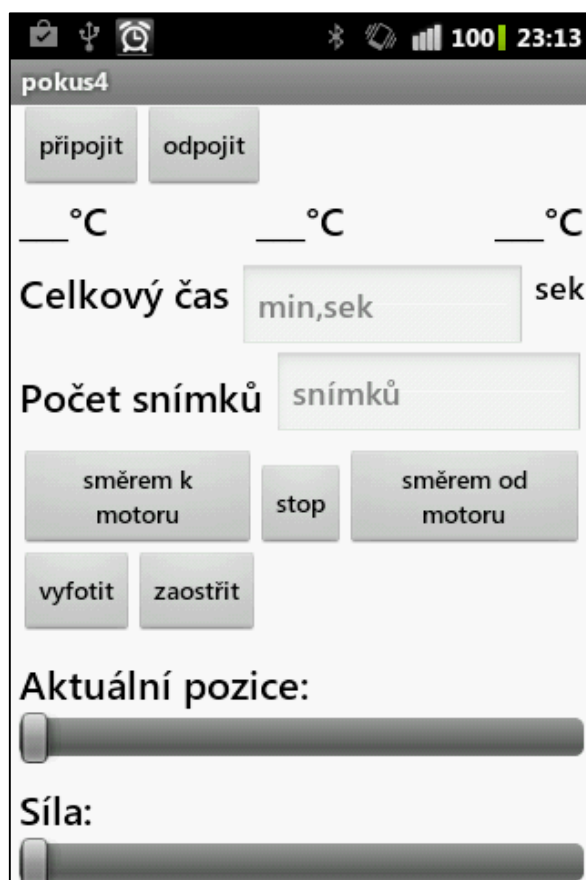 100 23:13
pokus4
připojit odpojit
___°C ___°C ___°C
Celkový čas min,sek sek
Počet snímků snímků
směrem k motoru stop směrem od motoru
vyfotit zaostřit
Aktuální pozice:
Síla: